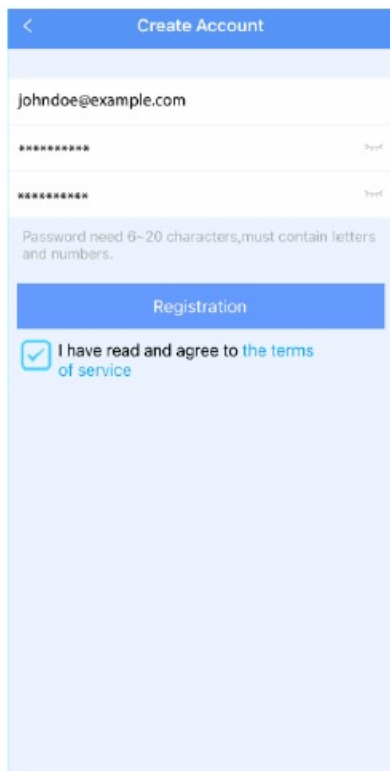 Create Account
johndoe@example.com
**********
**********
Password need 6~20 characters,must contain letters
and numbers.
Registration
I have read and agree to the terms
of service